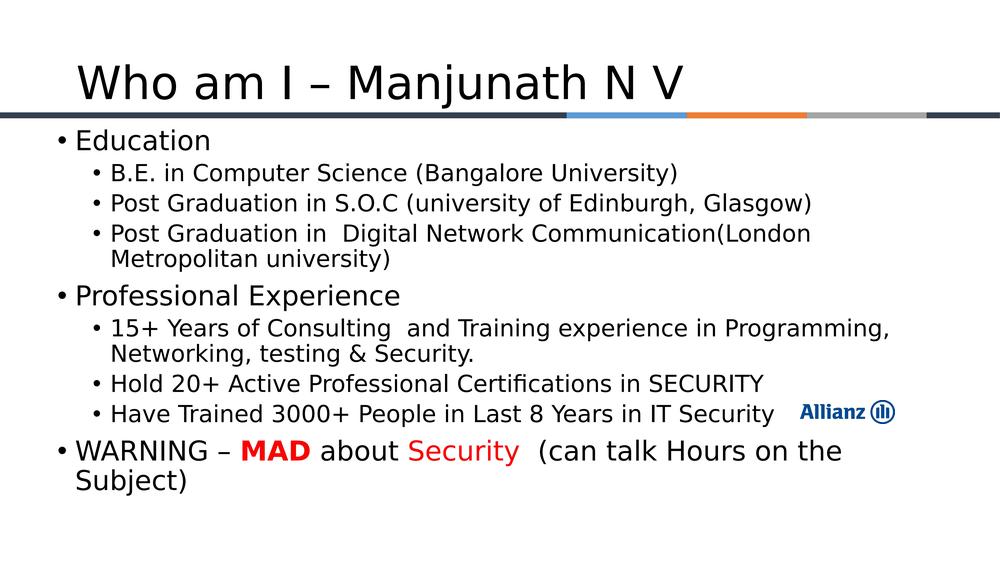 Who am I – Manjunath N V
• Education
• B.E. in Computer Science (Bangalore University)
• Post Graduation in S.O.C (university of Edinburgh, Glasgow)
• Post Graduation in  Digital Network Communication(London
Metropolitan university)
• Professional Experience
• 15+ Years of Consulting  and Training experience in Programming,
Networking, testing & Security.
• Hold 20+ Active Professional Certifications in SECURITY
• Have Trained 3000+ People in Last 8 Years in IT Security
Allianz
• WARNING – MAD about Security  (can talk Hours on the
Subject)